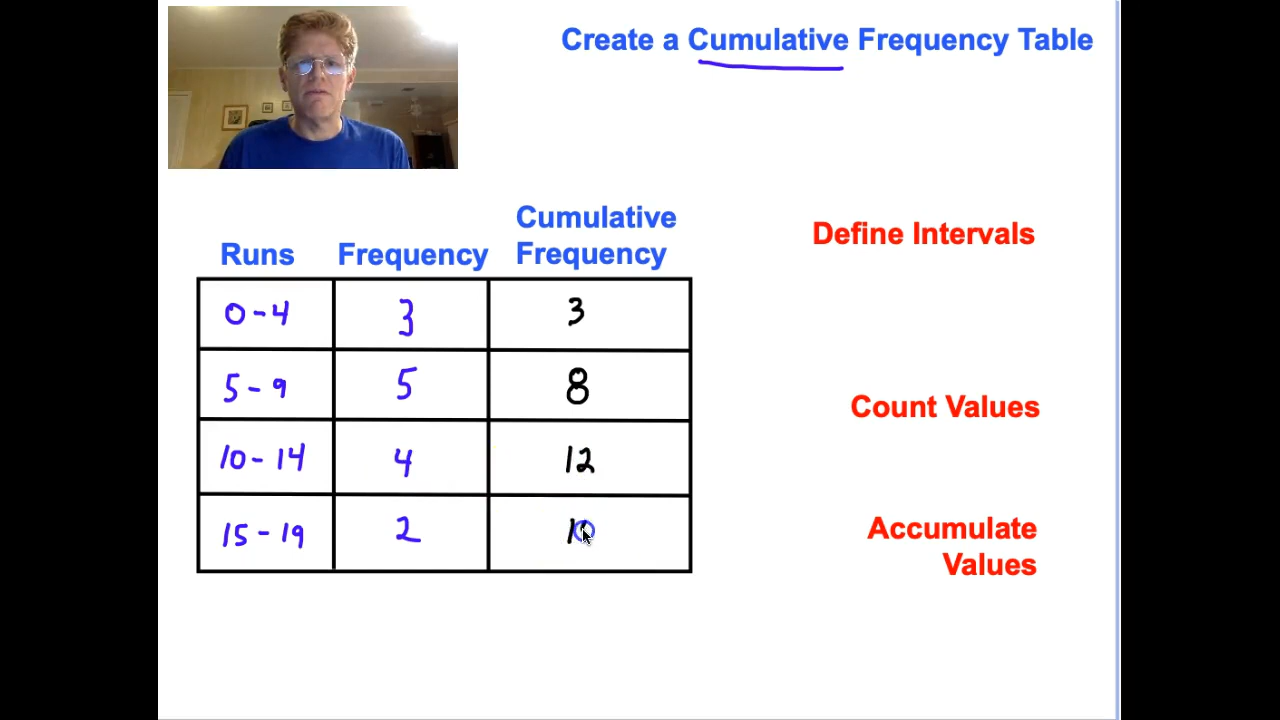 Create a Cumulative Frequency Table
Cumulative
Runs Frequency Frequency
0-4 3 3
5-9 5 8
10-14 4 12
15-19 2
Define Intervals
Count Values
Accumulate
Values